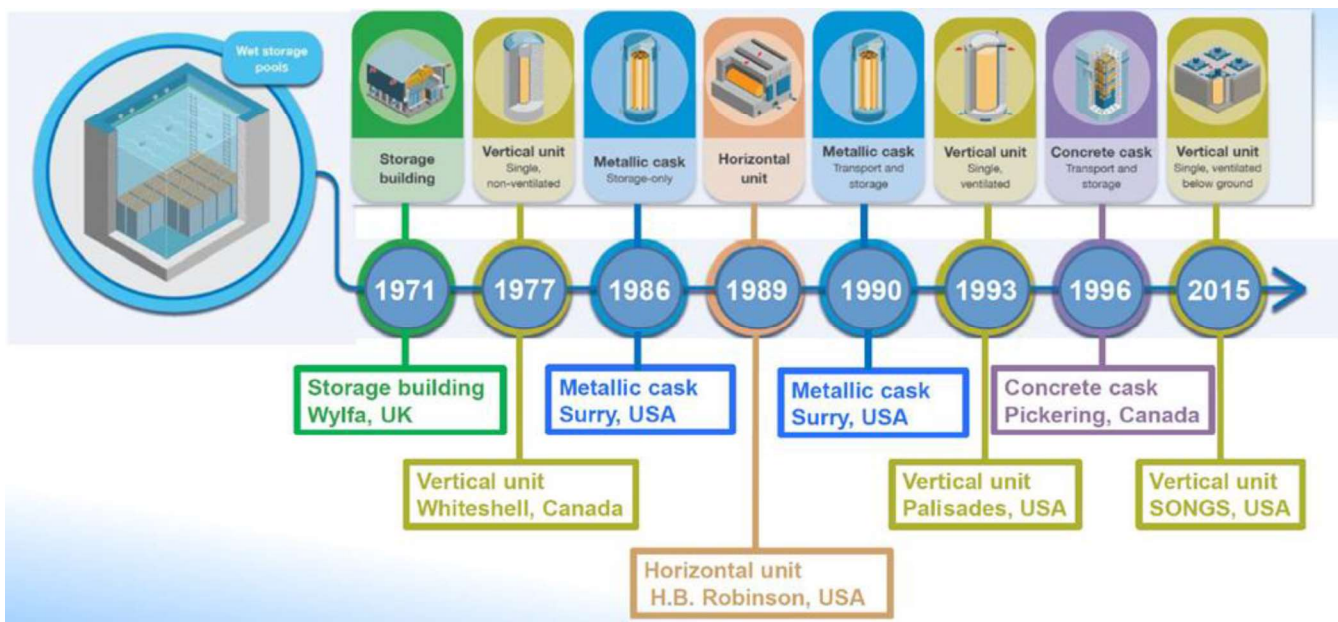 Wet storage
pools
Storage
building
Vertical unit
Single,
non-ventilated
Metallic cask
Storage-only
Horizontal
unit
Metallic cask
Transport and
storage
Vertical unit
Single,
ventilated
Concrete cask
Transport and
storage
Vertical unit
Single, ventilated
below ground
1971
1977
1986
1989
1990
1993
1996
2015
Storage building
Wylfa, UK
Metallic cask
Surry, USA
Metallic cask
Surry, USA
Concrete cask
Pickering, Canada
Vertical unit
Whiteshell, Canada
Vertical unit
Palisades, USA
Vertical unit
SONGS, USA
Horizontal unit
H.B. Robinson, USA